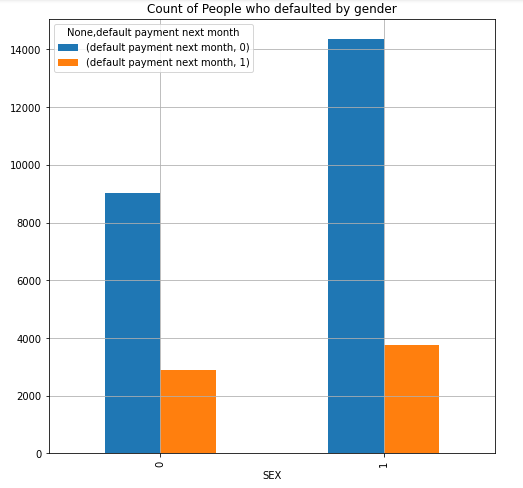 Count of People who defaulted by gender
None,default payment next month
(default payment next month, 0)
(default payment next month, 1)
14000
12000
10000
8000
6000
4000
2000
0
0
1
SEX